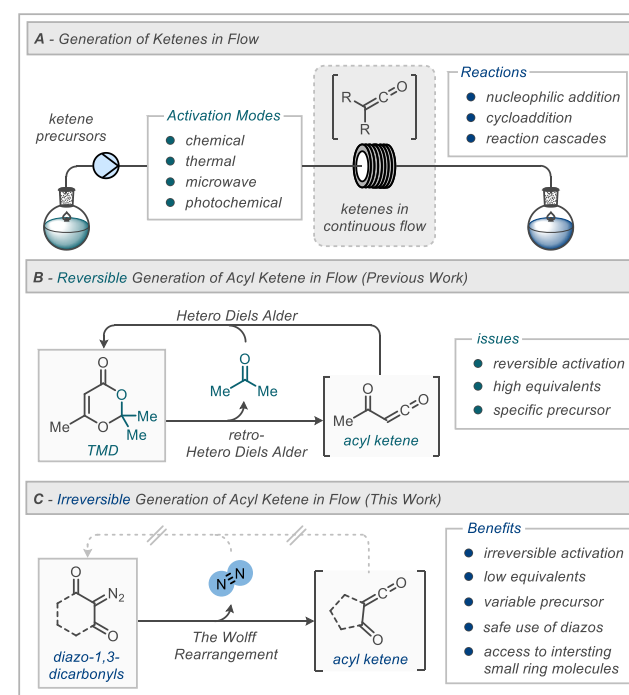 A - Generation of Ketenes in Flow
ketene
precursors
Activation Modes
chemical
thermal
microwave
photochemical
R
C
O
R
ketenes in
continuous flow
Reactions
nucleophilic addition
cycloaddition
reaction cascades
B - Reversible Generation of Acyl Ketene in Flow (Previous Work)
Hetero Diels Alder
O
O
O
Me
Me
Me
TMD
O
Me
Me
retro-
Hetero Diels Alder
O
Me
C
O
acyl ketene
issues
reversible activation
high equivalents
specific precursor
C - Irreversible Generation of Acyl Ketene in Flow (This Work)
O
N2
O
diazo-1,3-
dicarbonyls
N≡N
The Wolff
Rearrangement
C
O
O
acyl ketene
Benefits
irreversible activation
low equivalents
variable precursor
safe use of diazos
access to intersting
small ring molecules